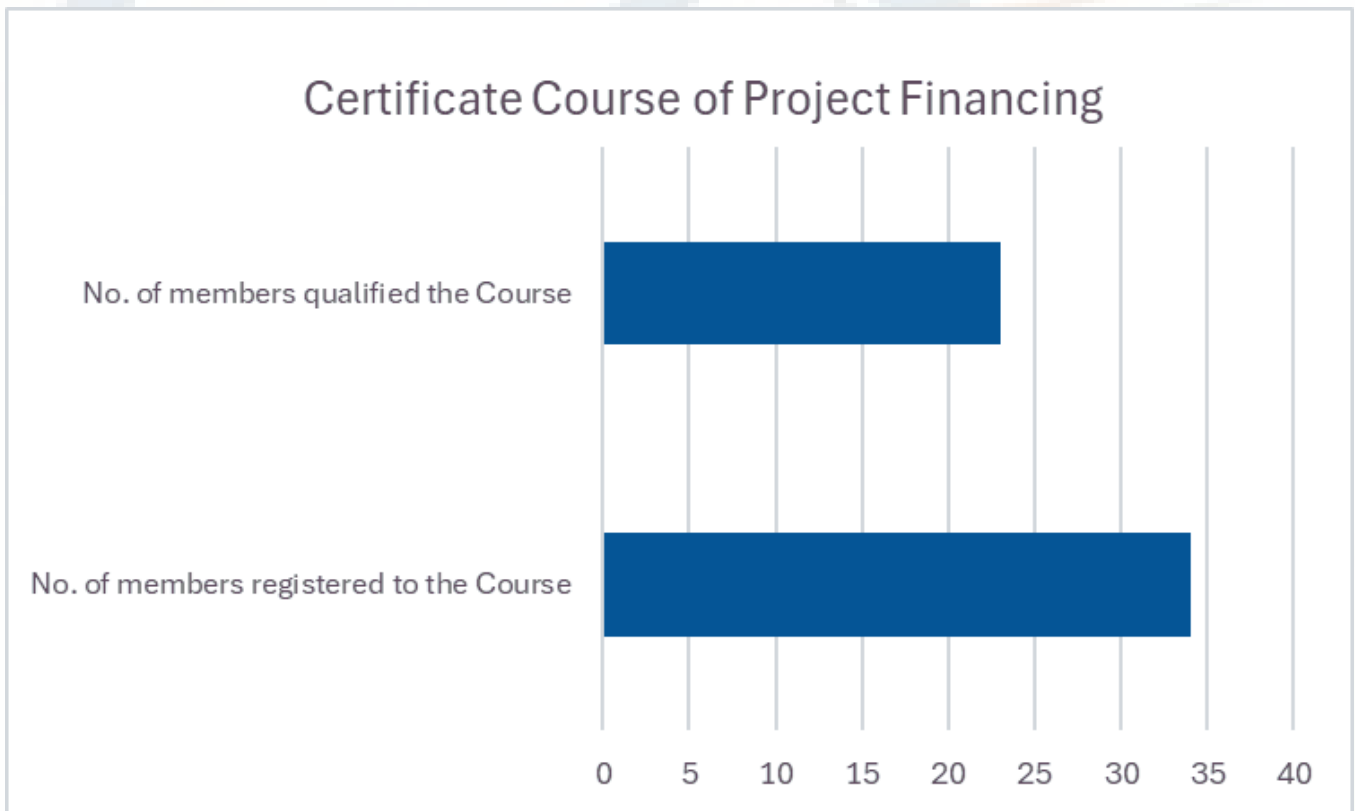 Certificate Course of Project Financing
No. of members qualified the Course
No. of members registered to the Course
0 5 10 15 20 25 30 35 40